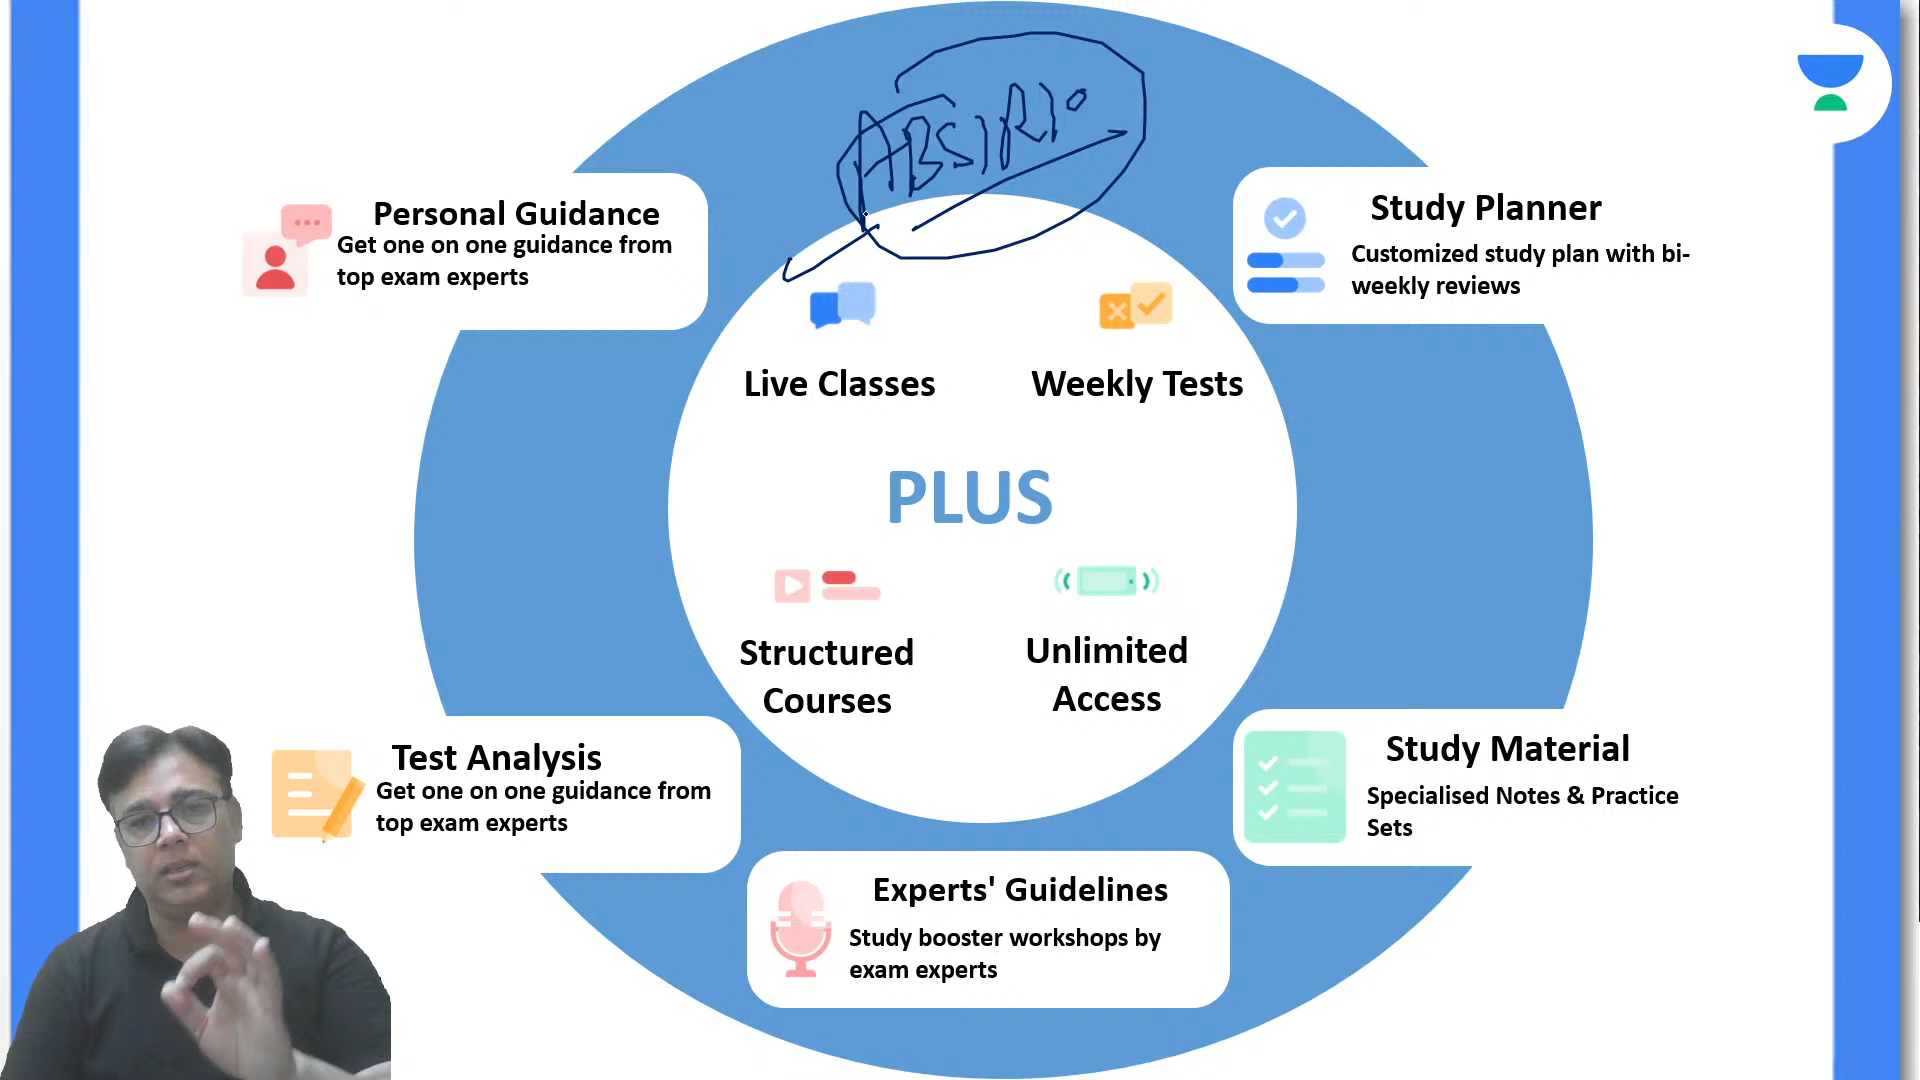 ABSIR10
Personal Guidance
Get one on one guidance from
top exam experts
Study Planner
Customized study plan with bi-
weekly reviews
Live Classes
Weekly Tests
PLUS
Structured
Courses
Unlimited
Access
Test Analysis
Get one on one guidance from
top exam experts
Study Material
Specialised Notes & Practice
Sets
Experts' Guidelines
Study booster workshops by
exam experts